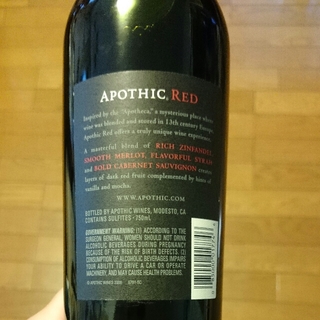 APOTHIC RED
Inspired by the "Apotheca," a mysterious place where
wine was blended and stored in 13th century Europe,
Apothic Red offers a truly unique wine experience.
A masterful blend of RICH ZINFANDEL,
SMOOTH MERLOT, FLAVORFUL SYRAH
and BOLD CABERNET SAUVIGNON creates
layers of dark red fruit complemented by hints of
vanilla and mocha.
WWW.APOTHIC.COM
BOTTLED BY APOTHIC WINES, MODESTO, CA
CONTAINS SULFITES • 750ML
GOVERNMENT WARNING: (1) ACCORDING TO THE
SURGEON GENERAL, WOMEN SHOULD NOT DRINK
ALCOHOLIC BEVERAGES DURING PREGNANCY
BECAUSE OF THE RISK OF BIRTH DEFECTS. (2)
CONSUMPTION OF ALCOHOLIC BEVERAGES IMPAIRS
YOUR ABILITY TO DRIVE A CAR OR OPERATE
MACHINERY, AND MAY CAUSE HEALTH PROBLEMS.
© APOTHIC WINES